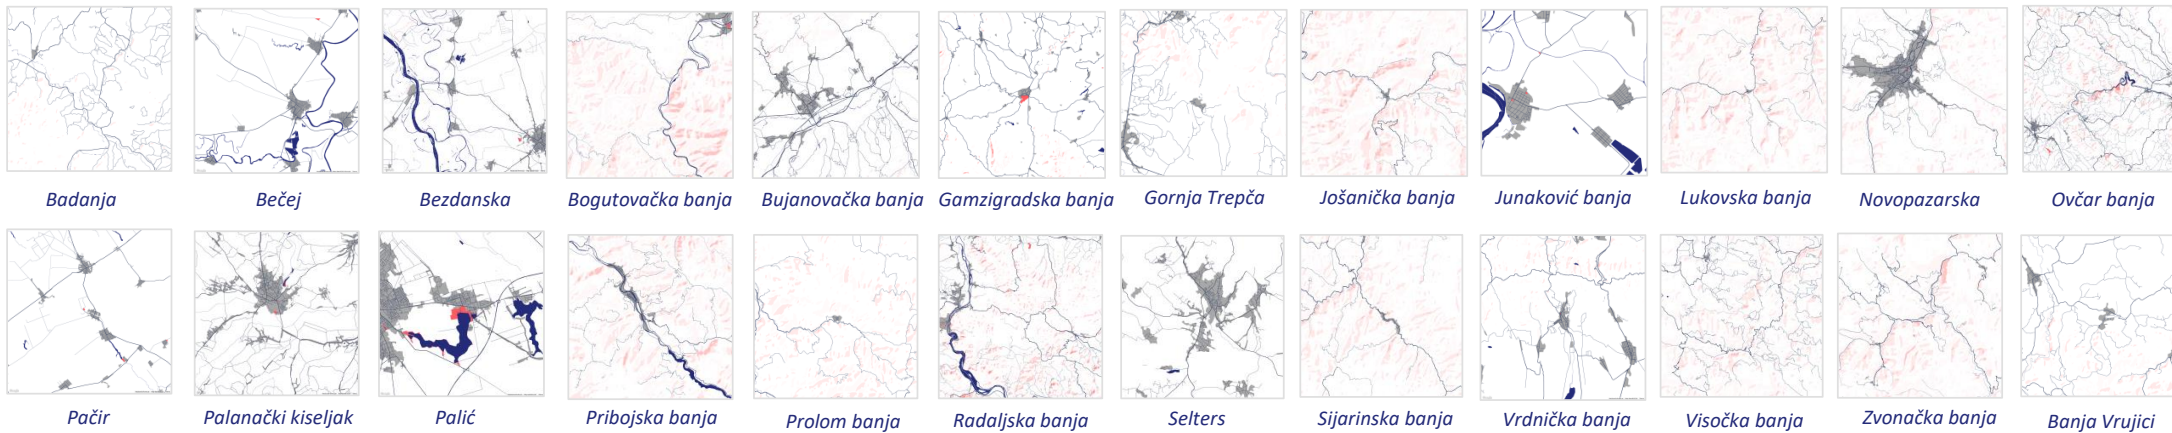 Badanja
Bečej
Bezdanska
Bogutovačka banja
Bujanovačka banja
Gamzigradska banja
Gornja Trepča
Jošanička banja
Junaković banja
Lukovska banja
Novopazarska
Ovčar banja
Pačir
Palanački kiseljak
Palić
Pribojska banja
Prolom banja
Radaljska banja
Selters
Sijarinska banja
Vrdnička banja
Visočka banja
Zvonačka banja
Banja Vrujici